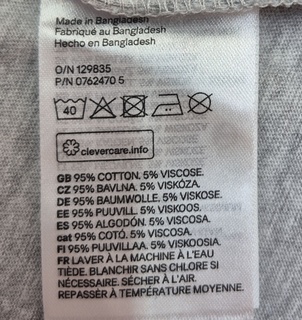 Made in Bangladesh
Fabriqué au Bangladesh
Hecho en Bangladesh
O/N 129835
P/N 0762470 5
40
clevercare.info
GB 95% COTTON. 5% VISCOSE.
CZ 95% BAVLNA. 5% VISKÓZA.
DE 95% BAUMWOLLE. 5% VISKOSE.
EE 95% PUUVILL. 5% VISKOOS.
ES 95% ALGODÓN. 5% VISCOSA.
cat 95% COTÓ. 5% VISCOSA.
FI 95% PUUVILLAA. 5% VISKOOSIA.
FR LAVER À LA MACHINE À L'EAU
TIÈDE. BLANCHIR SANS CHLORE SI
NÉCESSAIRE. SÉCHER À L'AIR.
REPASSER À TEMPÉRATURE MOYENNE.